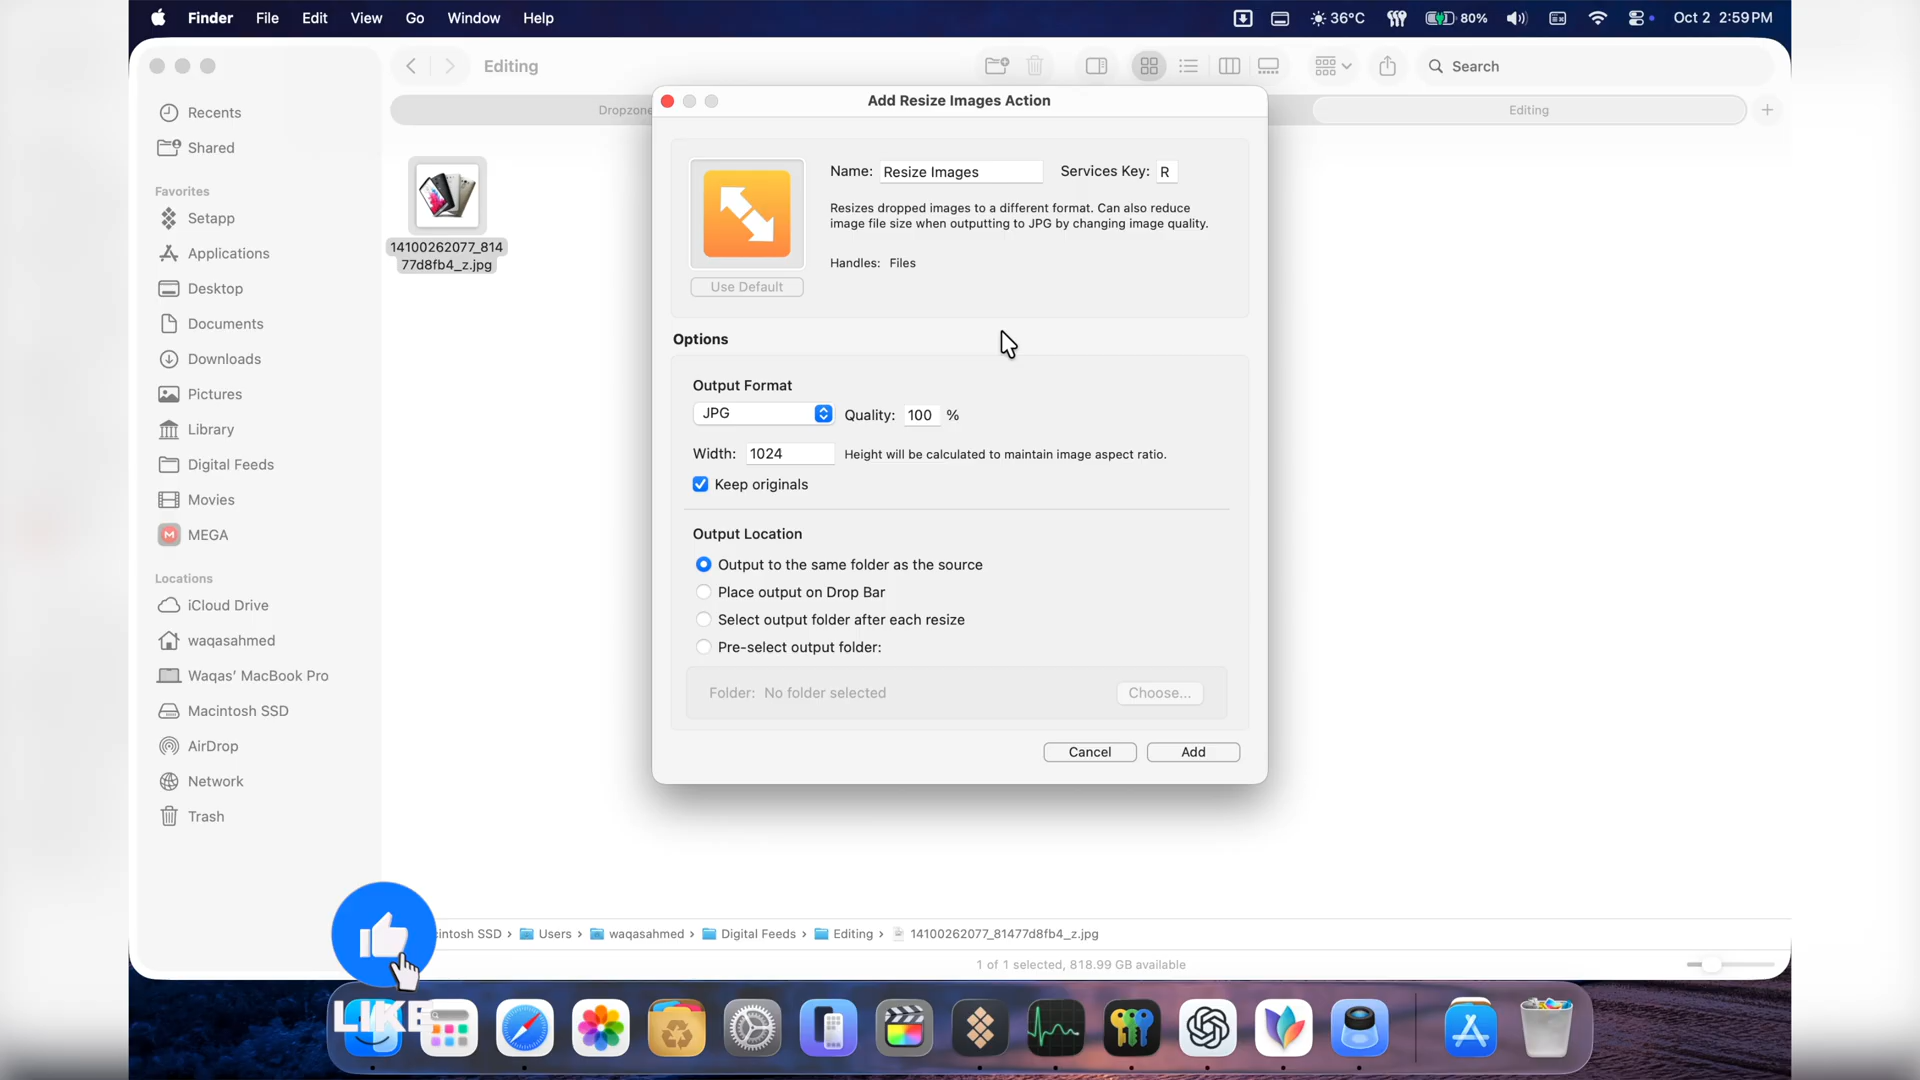 Finder File Edit View Go Window Help
36°C 80% Oct 2 2:59 PM
Editing
Search
Dropzone
Editing
Recents
Shared
Favorites
Setapp
Applications
Desktop
Documents
Downloads
Pictures
Library
Digital Feeds
Movies
MEGA
Locations
iCloud Drive
waqasahmed
Waqas' MacBook Pro
Macintosh SSD
AirDrop
Network
Trash
14100262077_814
77d8fb4_z.jpg
Add Resize Images Action
Name: Resize Images Services Key: R
Resizes dropped images to a different format. Can also reduce
image file size when outputting to JPG by changing image quality.
Handles: Files
Use Default
Options
Output Format
JPG Quality: 100 %
Width: 1024 Height will be calculated to maintain image aspect ratio.
Keep originals
Output Location
Output to the same folder as the source
Place output on Drop Bar
Select output folder after each resize
Pre-select output folder:
Folder: No folder selected Choose...
Cancel Add
intosh SSD › Users › waqasahmed › Digital Feeds › Editing › 14100262077_81477d8fb4_z.jpg
1 of 1 selected, 818.99 GB available
LIKE